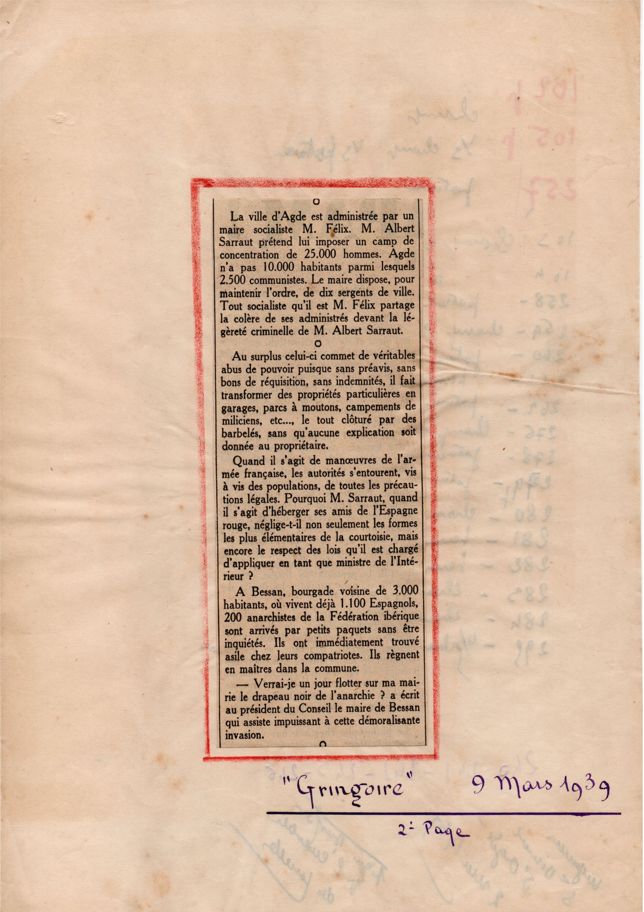 La ville d'Agde est administrée par un
maire socialiste M. Félix. M. Albert
Sarraut prétend lui imposer un camp de
concentration de 25.000 hommes. Agde
n'a pas 10.000 habitants parmi lesquels
2.500 communistes. Le maire dispose, pour
maintenir l'ordre, de dix sergents de ville.
Tout socialiste qu'il est M. Félix partage
la colère de ses administrés devant la lé-
gèreté criminelle de M. Albert Sarraut.
Au surplus celui-ci commet de véritables
abus de pouvoir puisque sans préavis, sans
bons de réquisition, sans indemnités, il fait
transformer des propriétés particulières en
garages, parcs à moutons, campements de
miliciens, etc..., le tout clôturé par des
barbelés, sans qu'aucune explication soit
donnée au propriétaire.
Quand il s'agit de manœuvres de l'ar-
mée française, les autorités s'entourent, vis
à vis des populations, de toutes les précau-
tions légales. Pourquoi M. Sarraut, quand
il s'agit d'héberger ses amis de l'Espagne
rouge, néglige-t-il non seulement les formes
les plus élémentaires de la courtoisie, mais
encore le respect des lois qu'il est chargé
d'appliquer en tant que ministre de l'Inté-
rieur ?
A Bessan, bourgade voisine de 3.000
habitants, où vivent déjà 1.100 Espagnols,
200 anarchistes de la Fédération ibérique
sont arrivés par petits paquets sans être
inquiétés. Ils ont immédiatement trouvé
asile chez leurs compatriotes. Ils règnent
en maîtres dans la commune.
— Verrai-je un jour flotter sur ma mai-
rie le drapeau noir de l'anarchie ? a écrit
au président du Conseil le maire de Bessan
qui assiste impuissant à cette démoralisante
invasion.
"Gringoire" 9 Mars 1939
2e Page